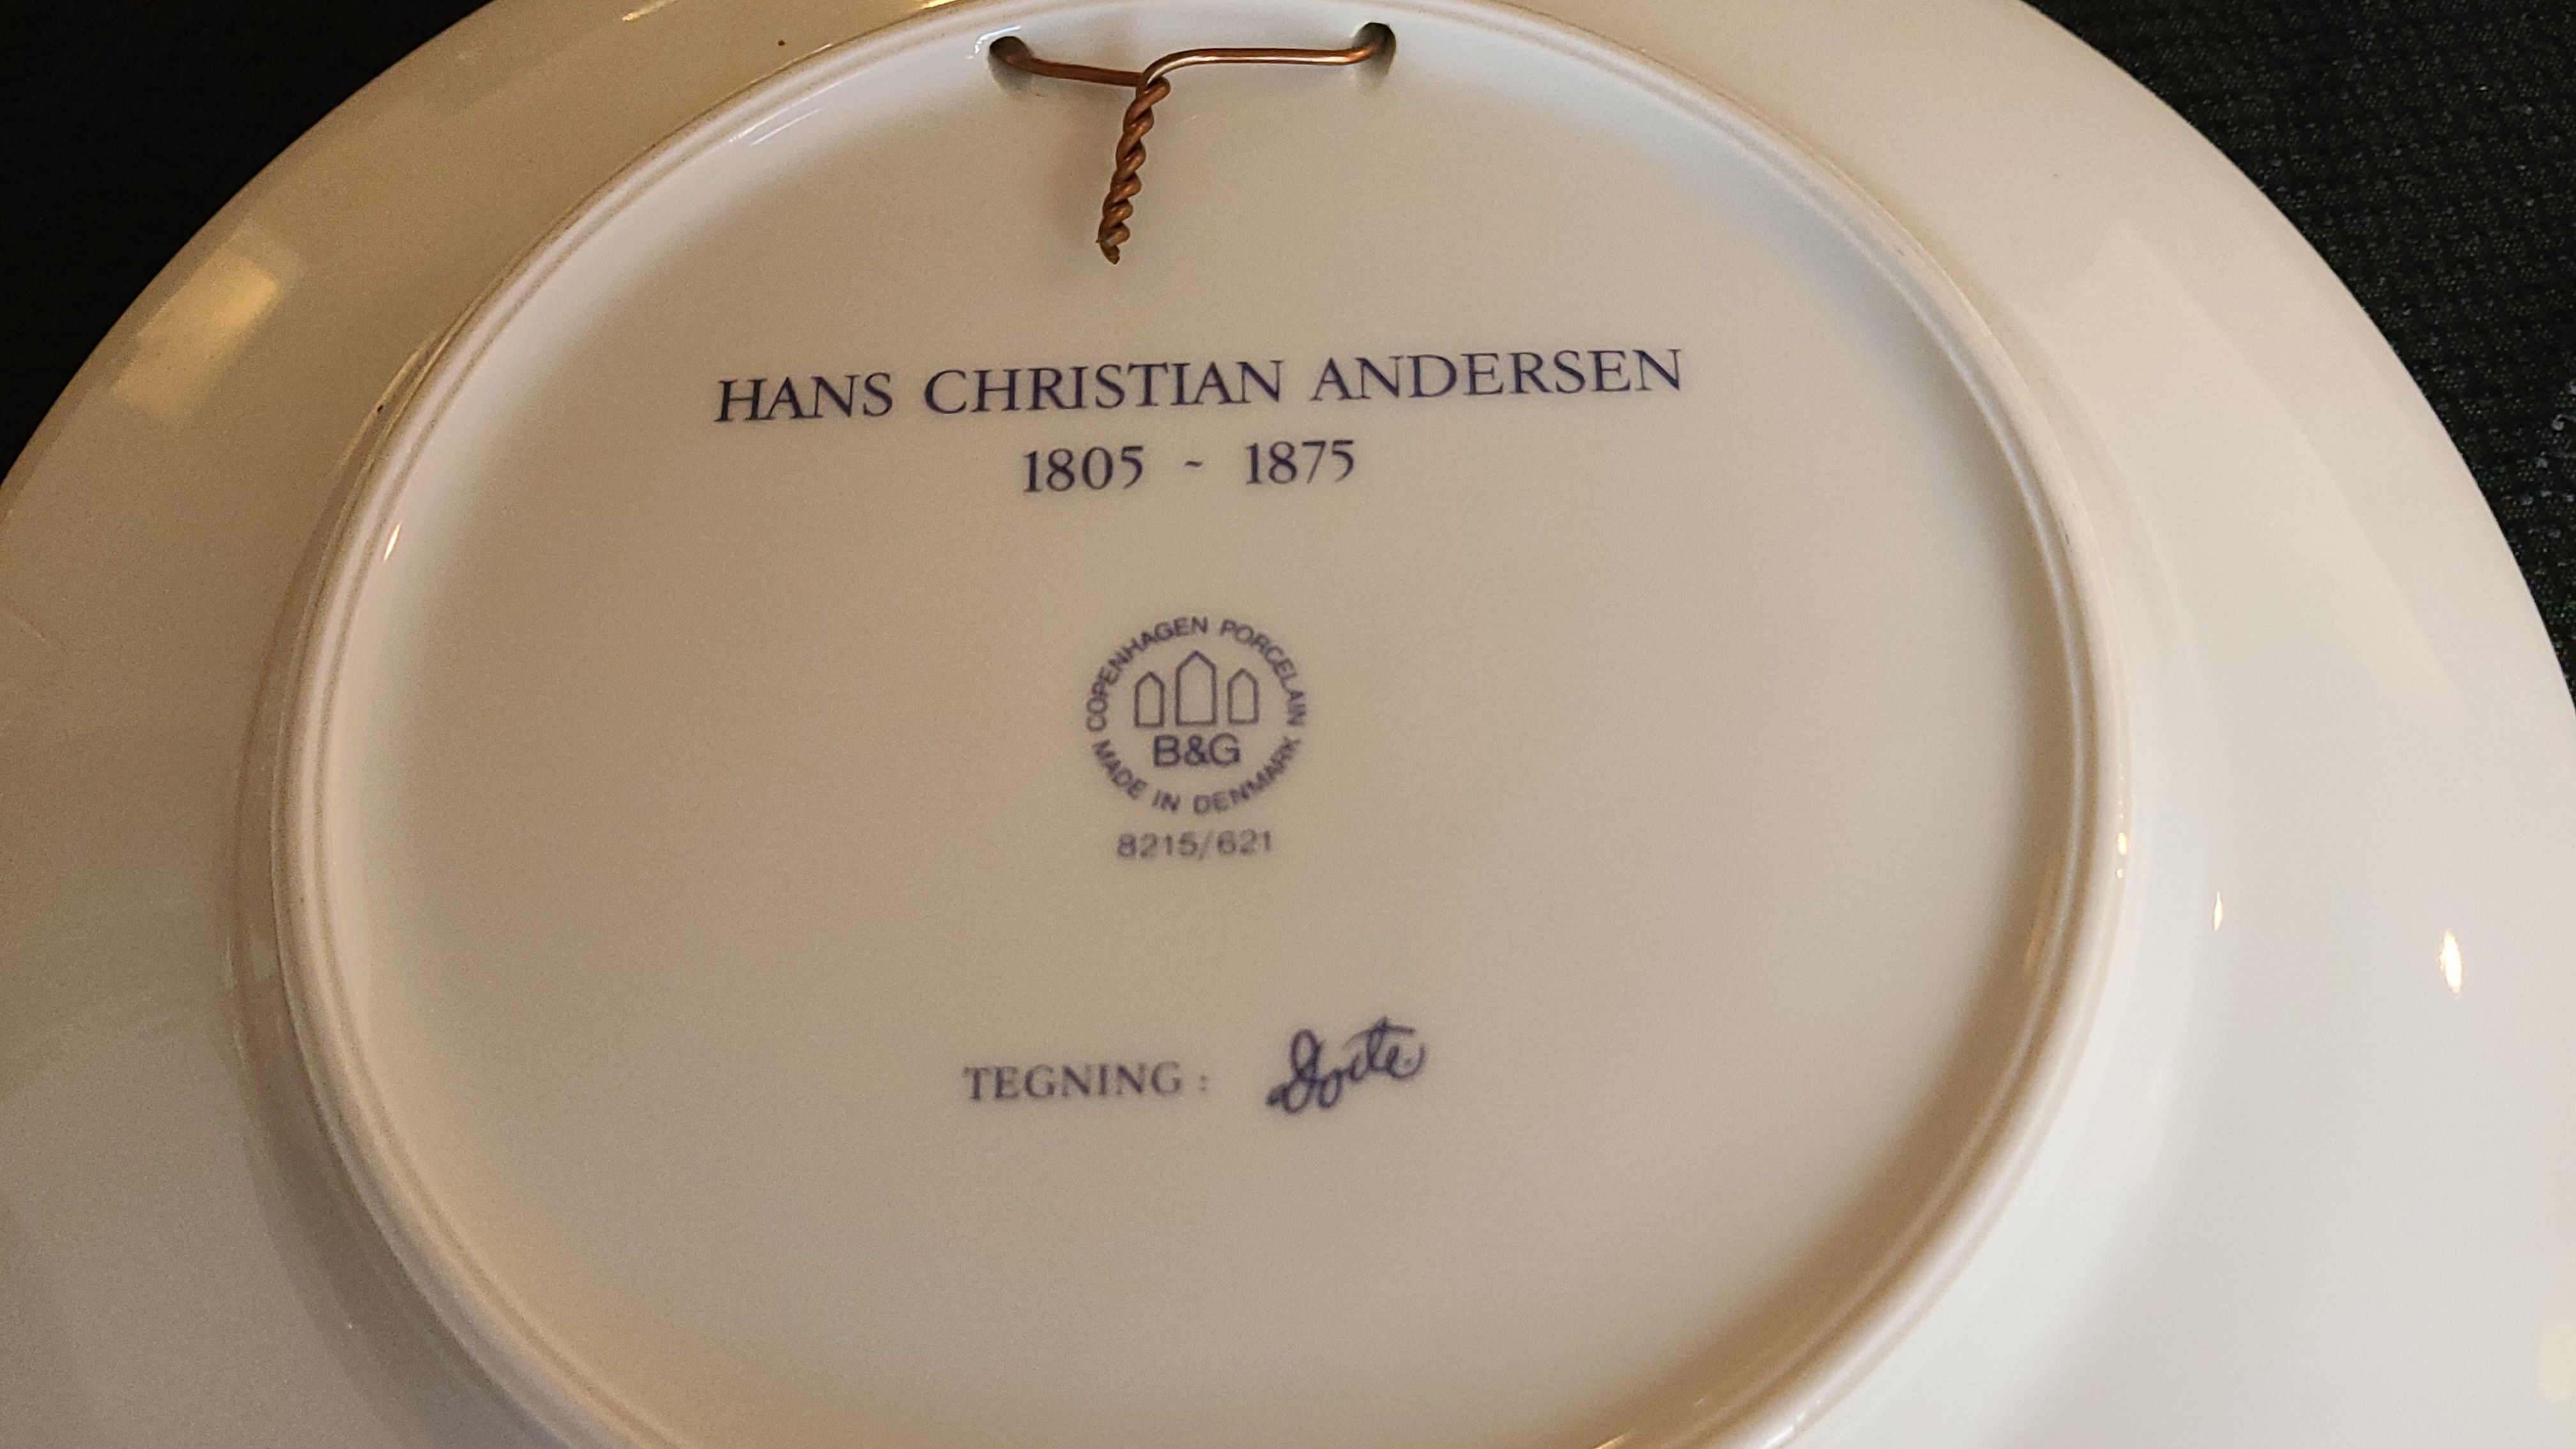 HANS CHRISTIAN ANDERSEN
1805 ~ 1875
COPENHAGEN PORCELAIN
B&G
MADE IN DENMARK
8215/621
TEGNING :